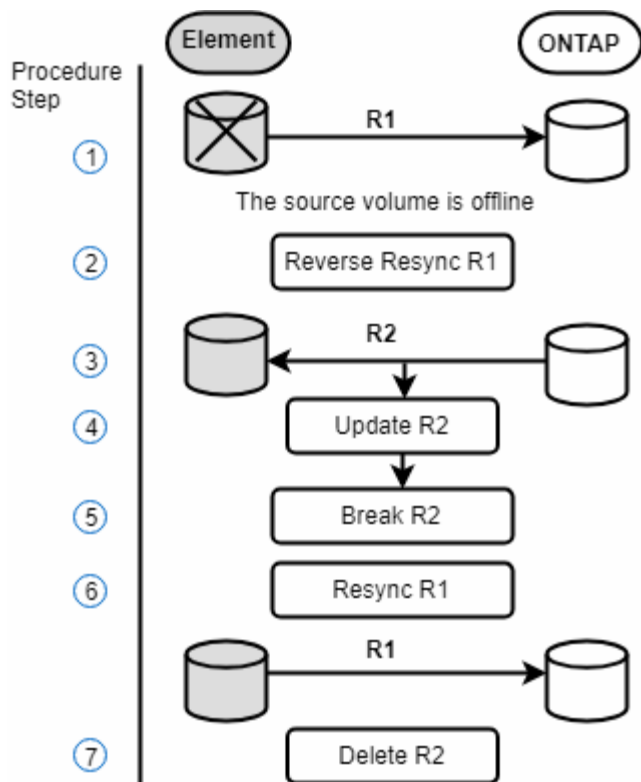 Element
ONTAP
Procedure
Step
R1
1
The source volume is offline
2
Reverse Resync R1
R2
3
4
Update R2
5
Break R2
6
Resync R1
R1
7
Delete R2